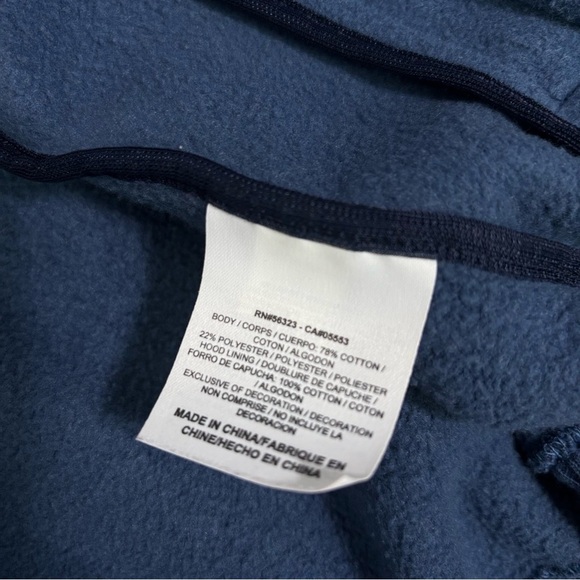 RN#56323 - CA#05553
BODY / CORPS / CUERPO: 78% COTTON /
COTON / ALGODON
22% POLYESTER / POLYESTER / POLIESTER
HOOD LINING / DOUBLURE DE CAPUCHE /
FORRO DE CAPUCHA: 100% COTTON / COTON
/ ALGODON
EXCLUSIVE OF DECORATION / DECORATION
NON COMPRISE / NO INCLUYE LA
DECORACION
MADE IN CHINA/FABRIQUE EN
CHINE/HECHO EN CHINA